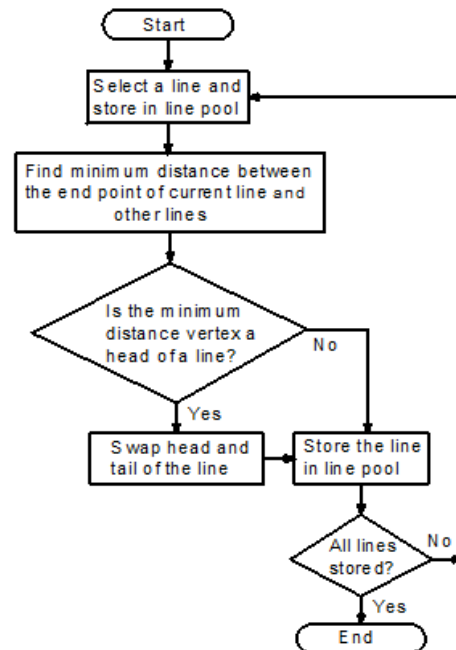 Start
Select a line and
store in line pool
Find minimum distance between
the end point of current line and
other lines
Is the minimum
distance vertex a
head of a line?
No
Yes
Swap head and
tail of the line
Store the line
in line pool
All lines
stored?
No
Yes
End